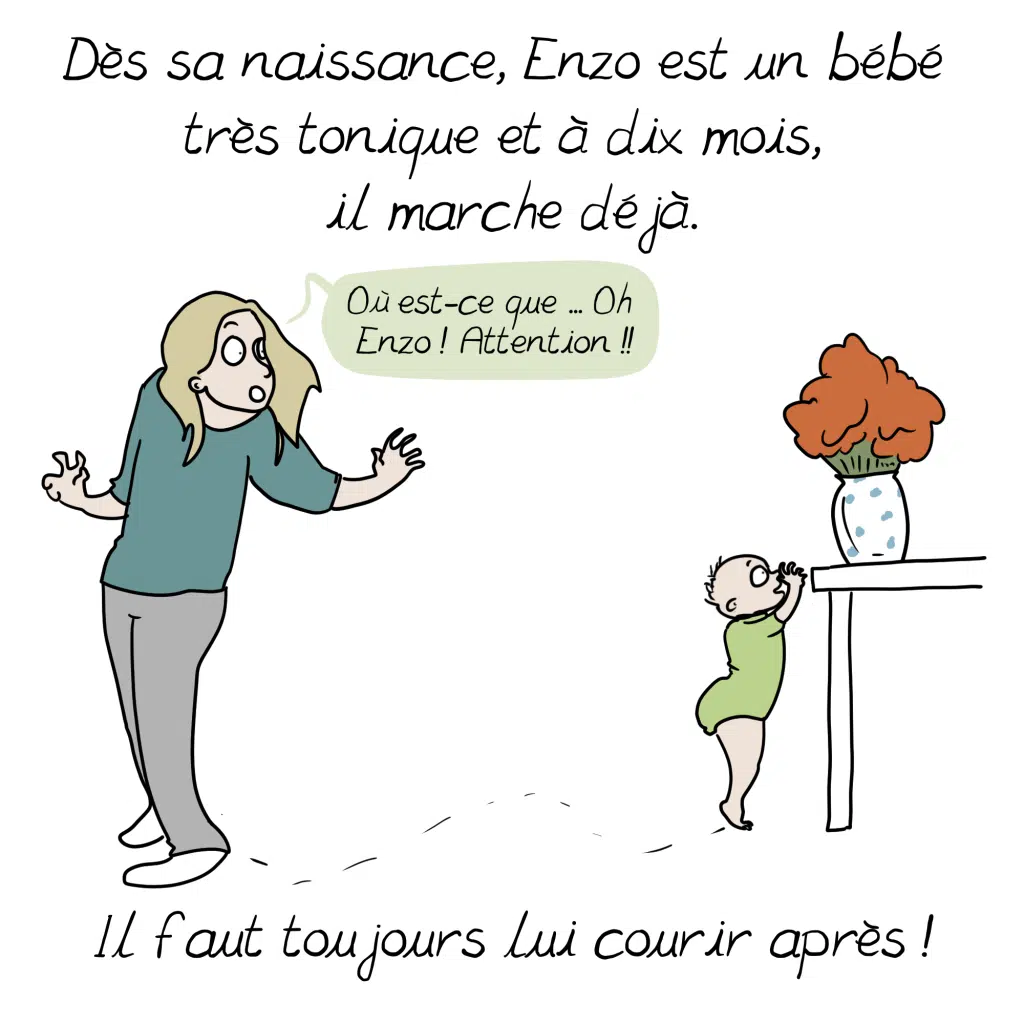 Dès sa naissance, Enzo est un bébé
très tonique et à dix mois,
il marche déjà.
Où est-ce que ... Oh
Enzo ! Attention !!
Il faut toujours lui courir après !